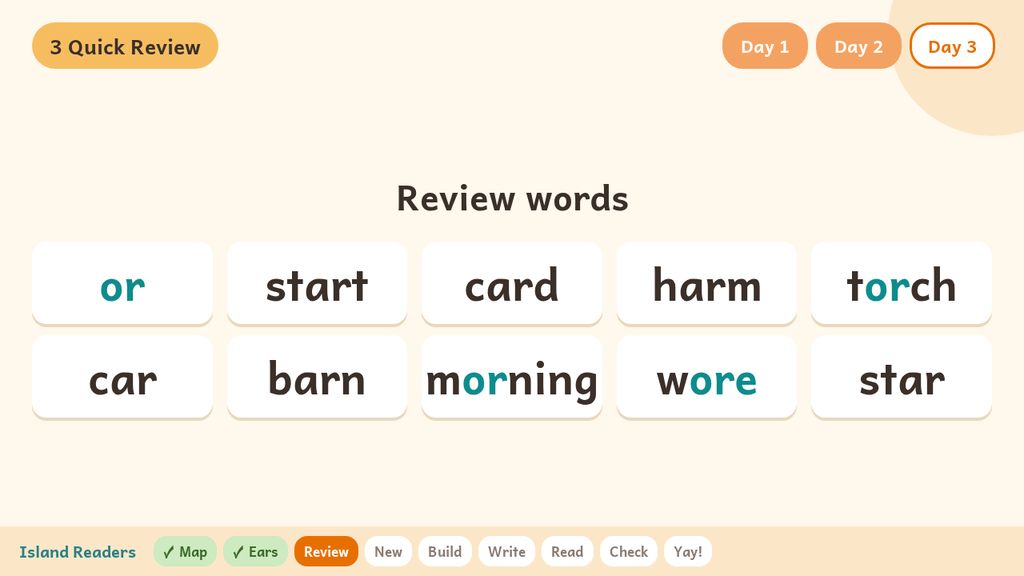 3 Quick Review
Day 1 Day 2 Day 3
Review words
or start card harm torch
car barn morning wore star
Island Readers ✓ Map ✓ Ears Review New Build Write Read Check Yay!